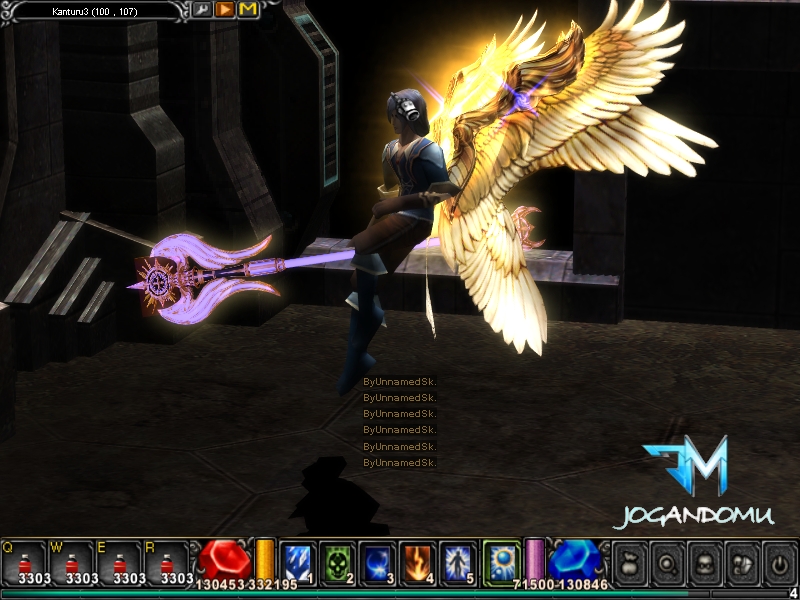 Kanturu3 (100 , 107)
M
ByUnnamedSk.
ByUnnamedSk.
ByUnnamedSk.
ByUnnamedSk.
ByUnnamedSk.
ByUnnamedSk.
JM
JOGANDOMU
Q W E R
3303 3303 3303 3303 1 2 3 4 5
130453 332195 71500 130846
4